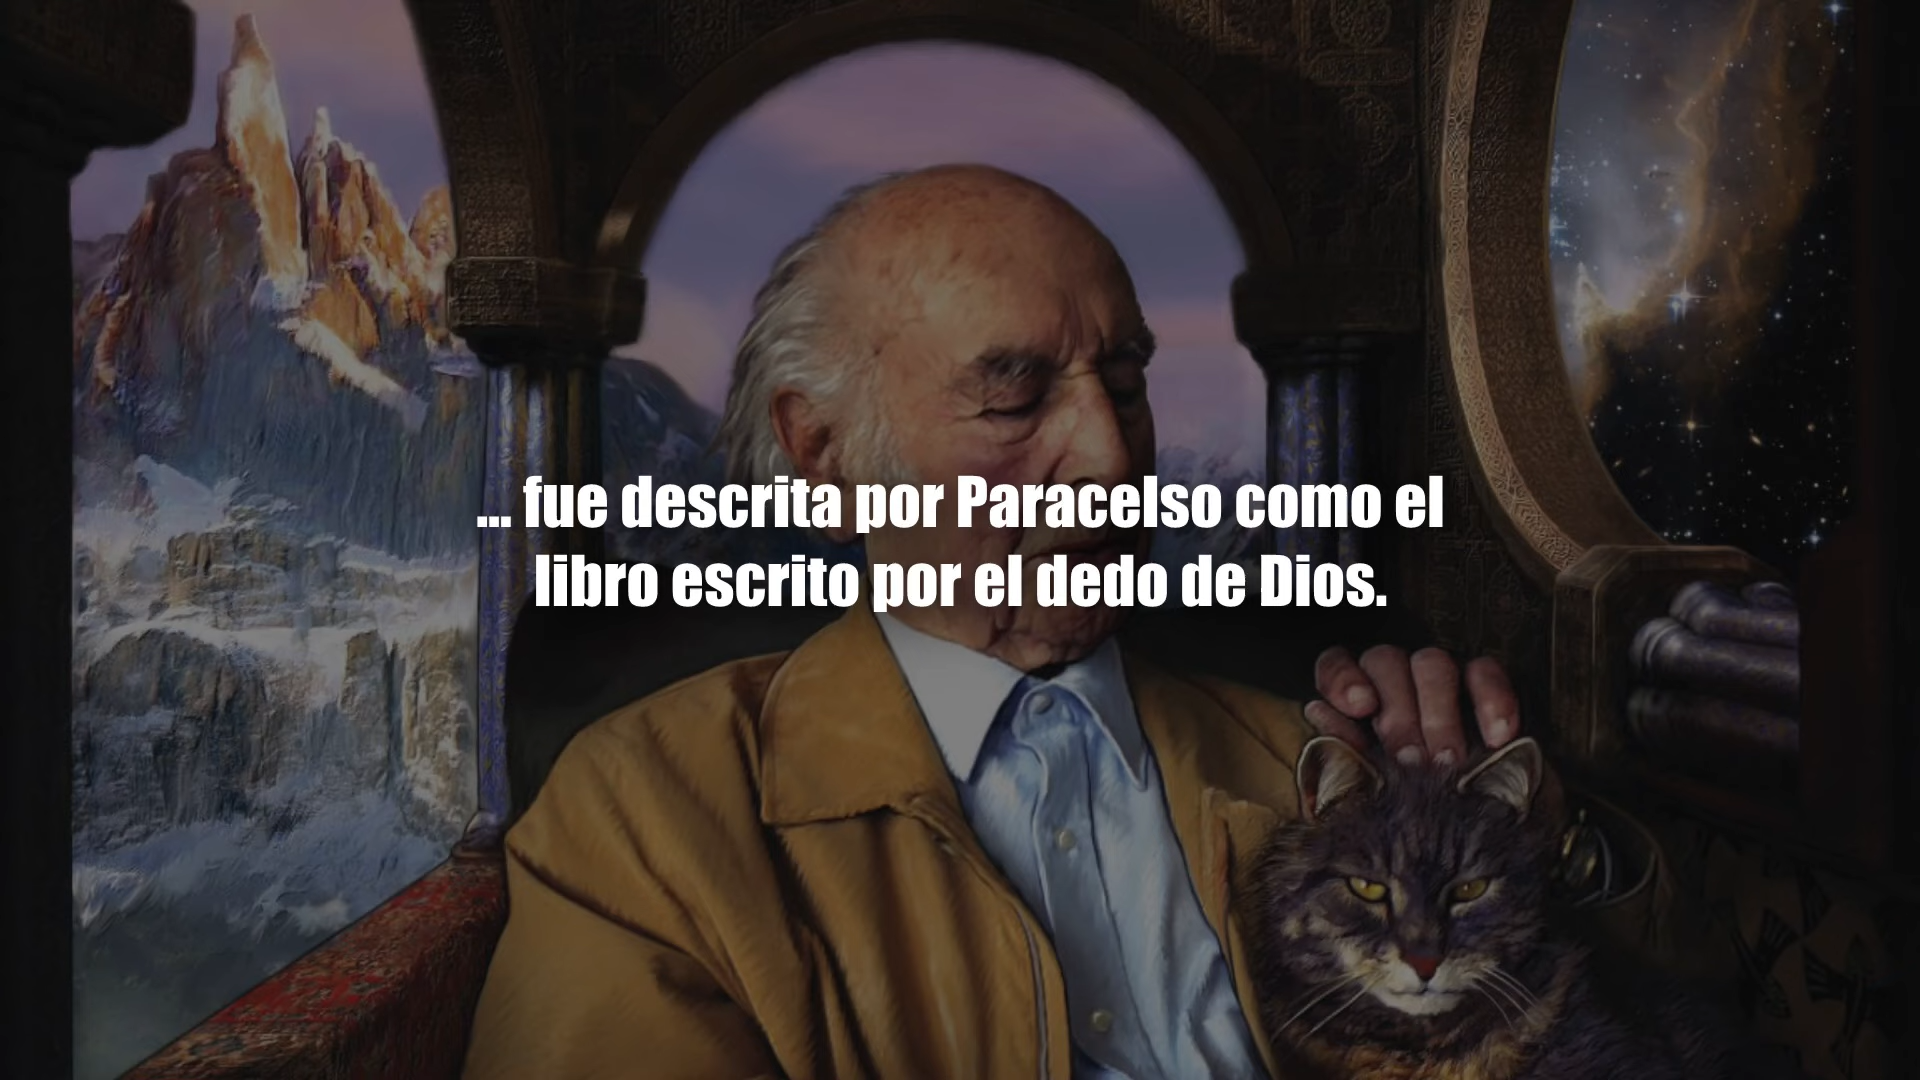 ... fue descrita por Paracelso como el
libro escrito por el dedo de Dios.